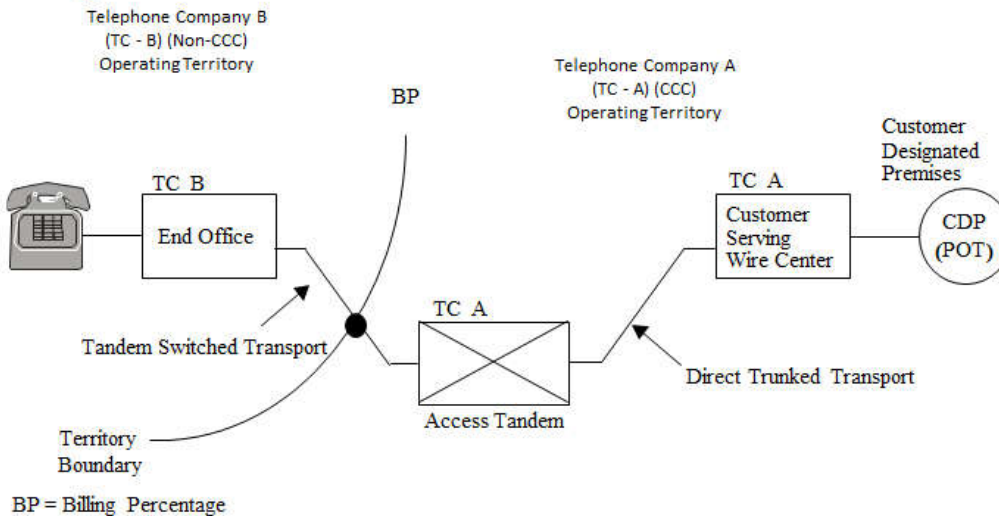 Telephone Company B
(TC - B) (Non-CCC)
Operating Territory
Telephone Company A
(TC - A) (CCC)
Operating Territory
BP
Customer
Designated
Premises
TC B
End Office
TC A
Customer
Serving
Wire Center
CDP
(POT)
Tandem Switched Transport
TC A
Access Tandem
Direct Trunked Transport
Territory
Boundary
BP = Billing Percentage